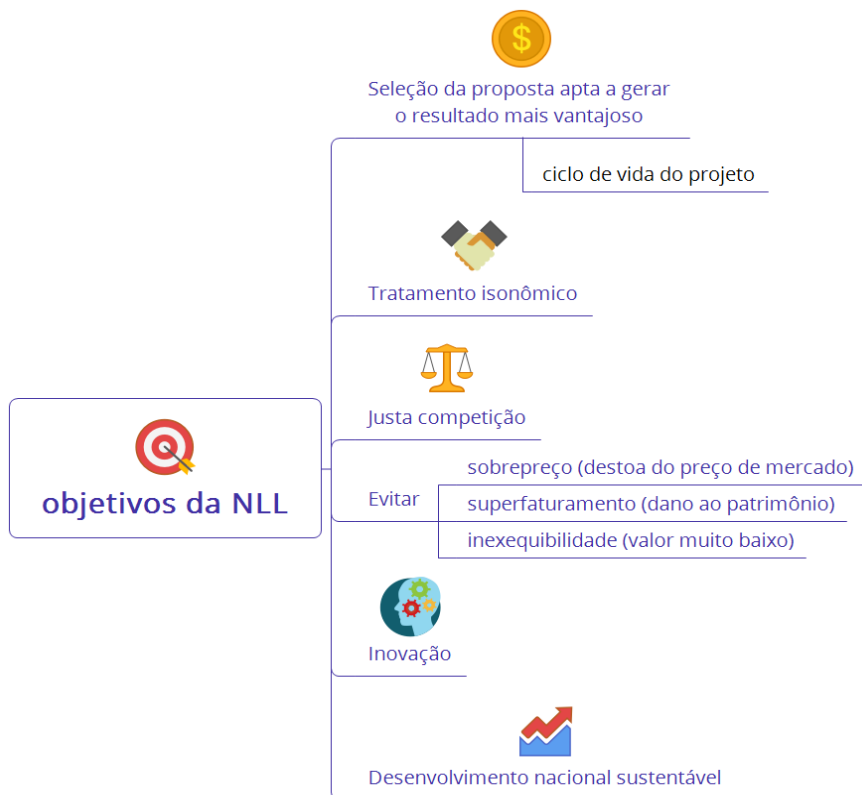 $
Seleção da proposta apta a gerar
o resultado mais vantajoso
ciclo de vida do projeto
Tratamento isonômico
Justa competição
objetivos da NLL
Evitar
sobrepreço (destoa do preço de mercado)
superfaturamento (dano ao patrimônio)
inexequibilidade (valor muito baixo)
Inovação
Desenvolvimento nacional sustentável